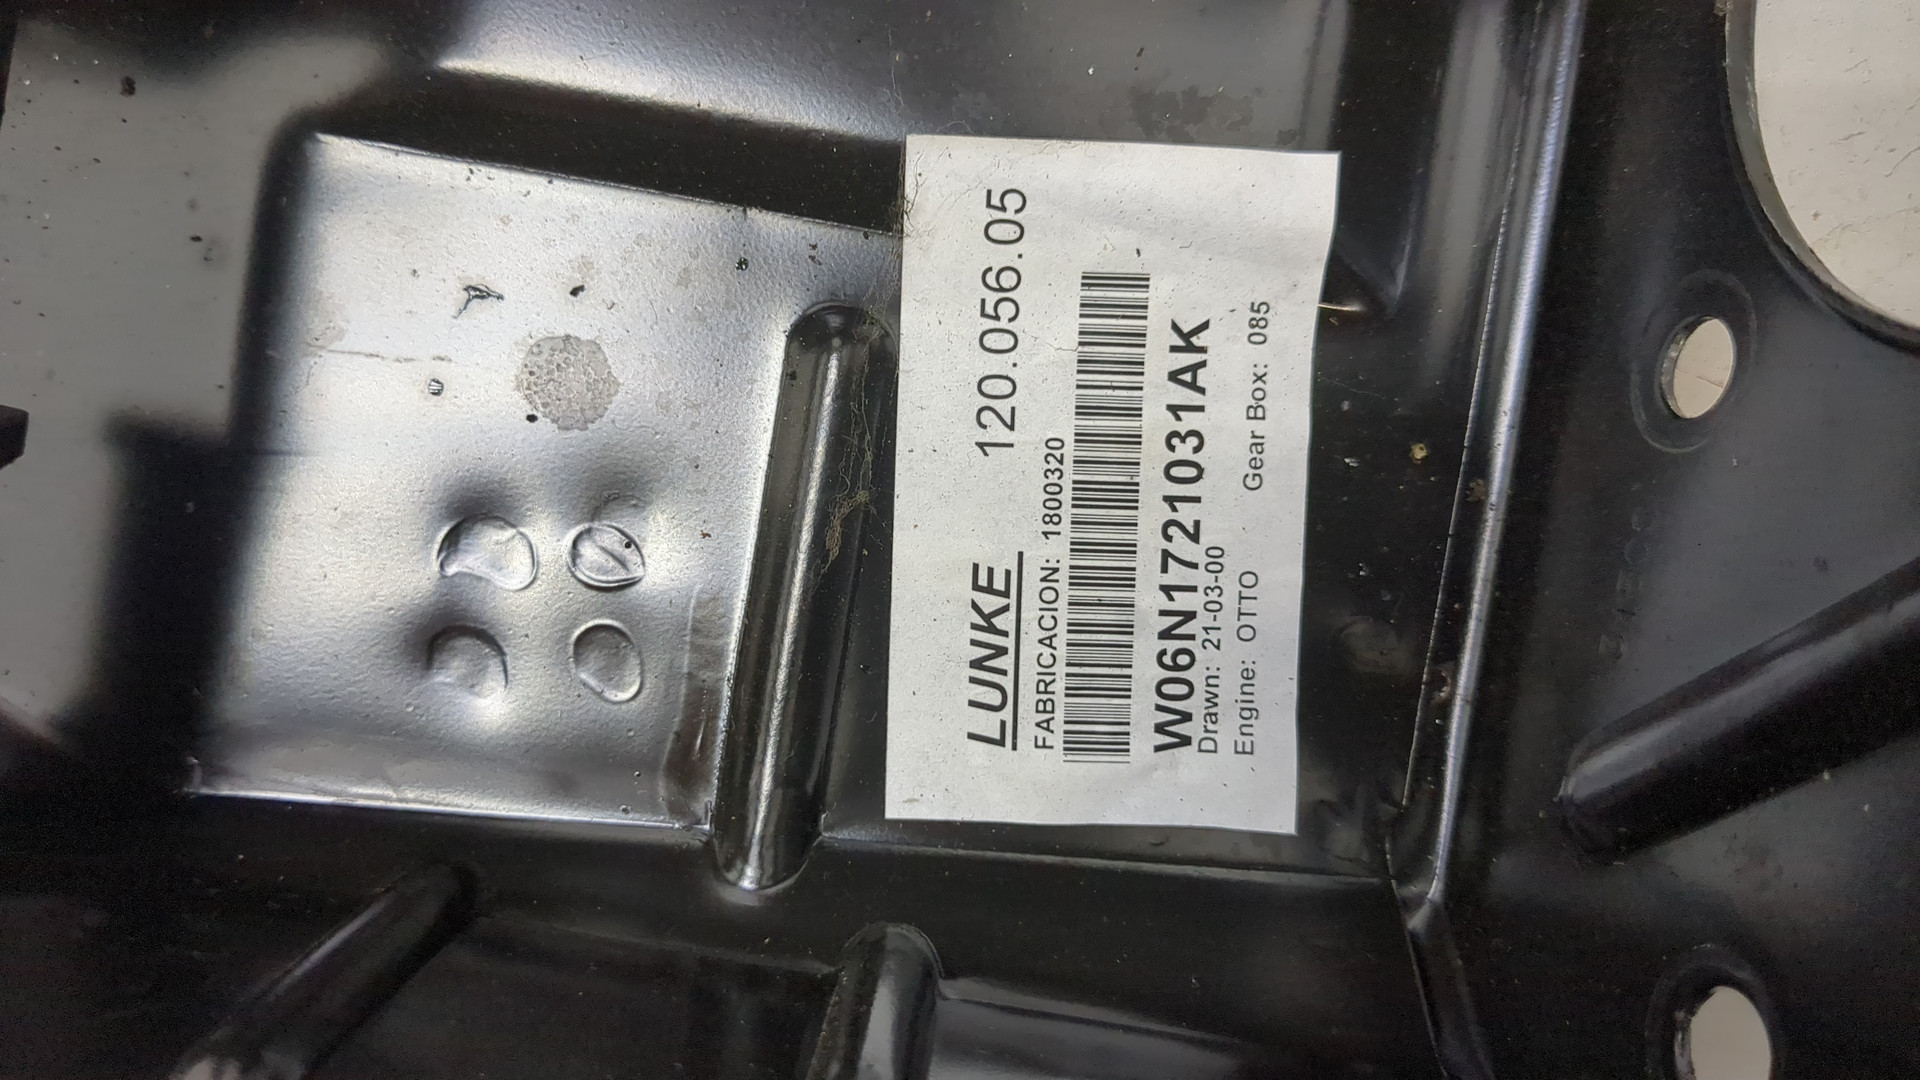 LUNKE 120.056.05
FABRICACION: 1800320
W06N1721031AK
Drawn: 21-03-00
Engine: OTTO Gear Box: 085